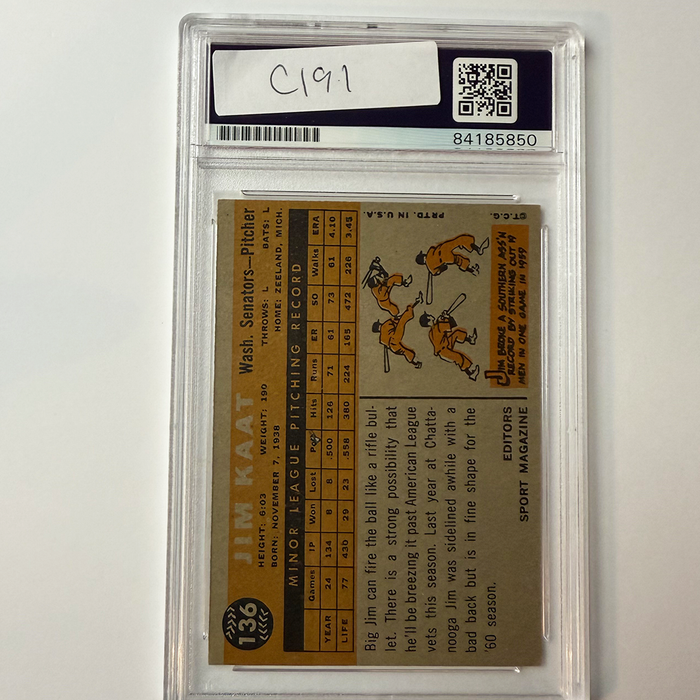 C191
84185850
136
JIM KAAT Wash. Senators—Pitcher
HEIGHT: 6:03 WEIGHT: 190 THROWS: L BATS: L
BORN: NOVEMBER 7, 1938 HOME: ZEELAND, MICH.
MINOR LEAGUE PITCHING RECORD
Games IP Won Lost Pct. Hits Runs ER SO Walks ERA
YEAR 24 134 8 8 .500 126 71 61 73 61 4.10
LIFE 77 430 29 23 .558 380 224 165 472 226 3.45
Big Jim can fire the ball like a rifle bul-
let. There is a strong possibility that
he'll be breezing it past American League
vets this season. Last year at Chatta-
nooga Jim was sidelined awhile with a
bad back but is in fine shape for the
'60 season.
EDITORS
SPORT MAGAZINE
PRTD. IN U.S.A.
©T.C.G.
JIM BROKE A SOUTHERN ASS'N
RECORD BY STRIKING OUT 19
MEN IN ONE GAME IN 1959